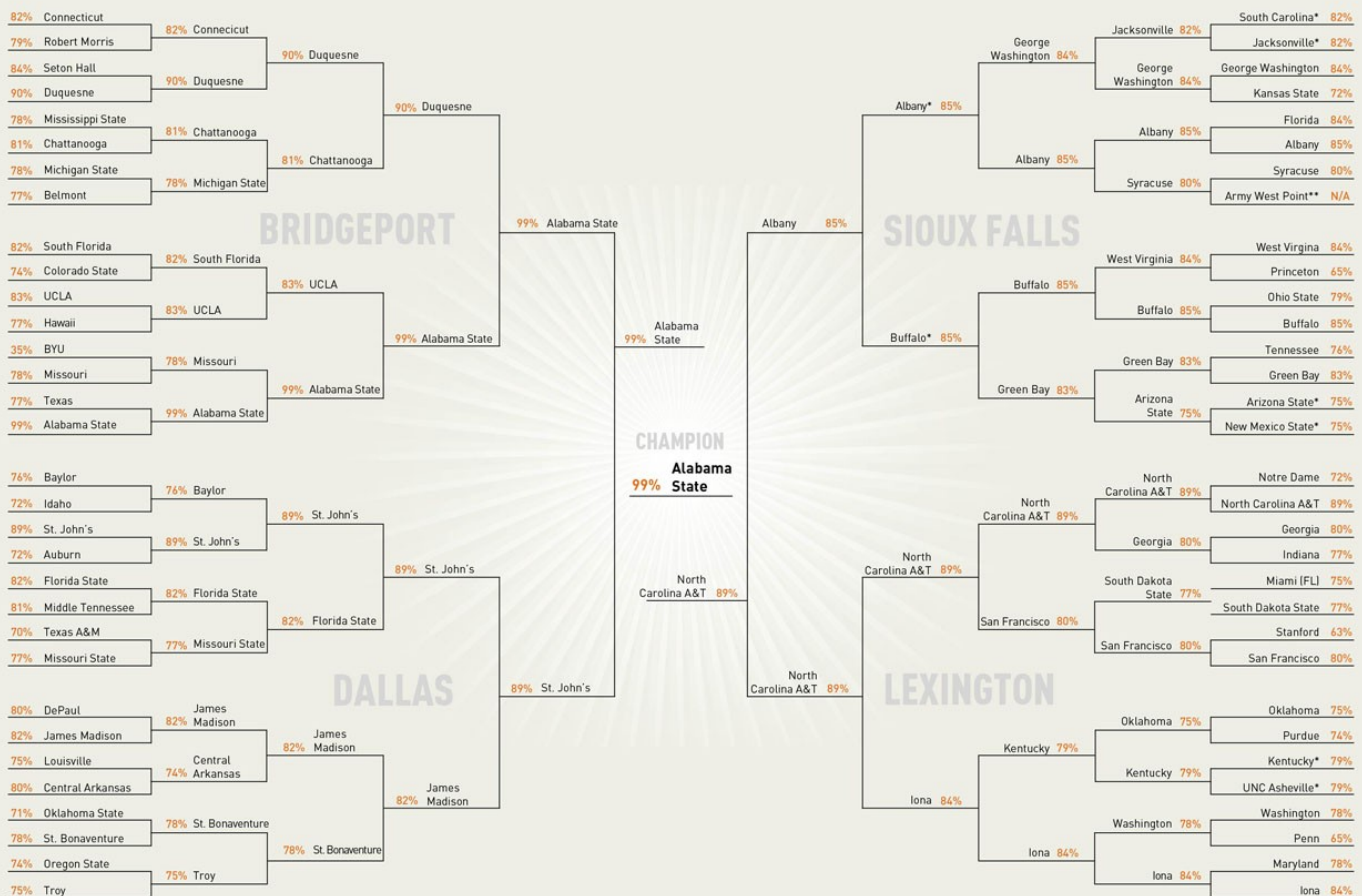 82% Connecticut
79% Robert Morris
84% Seton Hall
90% Duquesne
78% Mississippi State
81% Chattanooga
78% Michigan State
77% Belmont
82% Connecicut
90% Duquesne
81% Chattanooga
78% Michigan State
90% Duquesne
81% Chattanooga
90% Duquesne
BRIDGEPORT
82% South Florida
74% Colorado State
83% UCLA
77% Hawaii
35% BYU
78% Missouri
77% Texas
99% Alabama State
82% South Florida
83% UCLA
78% Missouri
99% Alabama State
83% UCLA
99% Alabama State
99% Alabama State
99% Alabama State
76% Baylor
72% Idaho
89% St. John's
72% Auburn
82% Florida State
81% Middle Tennessee
70% Texas A&M
77% Missouri State
76% Baylor
89% St. John's
82% Florida State
77% Missouri State
89% St. John's
82% Florida State
89% St. John's
DALLAS
80% DePaul
82% James Madison
75% Louisville
80% Central Arkansas
71% Oklahoma State
78% St. Bonaventure
74% Oregon State
75% Troy
82% James
Madison
74% Central
Arkansas
78% St. Bonaventure
75% Troy
82% James
Madison
78% St. Bonaventure
82% James
Madison
89% St. John's
99% Alabama
State
CHAMPION
99% Alabama
State
North
Carolina A&T 89%
South Carolina* 82%
Jacksonville* 82%
George Washington 84%
Kansas State 72%
Florida 84%
Albany 85%
Syracuse 80%
Army West Point** N/A
Jacksonville 82%
George
Washington 84%
Albany 85%
Syracuse 80%
George
Washington 84%
Albany 85%
Albany* 85%
Albany 85%
SIOUX FALLS
West Virgina 84%
Princeton 65%
Ohio State 79%
Buffalo 85%
Tennessee 76%
Green Bay 83%
Arizona State* 75%
New Mexico State* 75%
West Virginia 84%
Buffalo 85%
Green Bay 83%
Arizona
State 75%
Buffalo 85%
Green Bay 83%
Buffalo* 85%
Notre Dame 72%
North Carolina A&T 89%
Georgia 80%
Indiana 77%
Miami (FL) 75%
South Dakota State 77%
Stanford 63%
San Francisco 80%
North
Carolina A&T 89%
Georgia 80%
South Dakota
State 77%
San Francisco 80%
North
Carolina A&T 89%
San Francisco 80%
North
Carolina A&T 89%
North
Carolina A&T 89%
LEXINGTON
Oklahoma 75%
Purdue 74%
Kentucky* 79%
UNC Asheville* 79%
Washington 78%
Penn 65%
Maryland 78%
Iona 84%
Oklahoma 75%
Kentucky 79%
Washington 78%
Iona 84%
Kentucky 79%
Iona 84%
Iona 84%